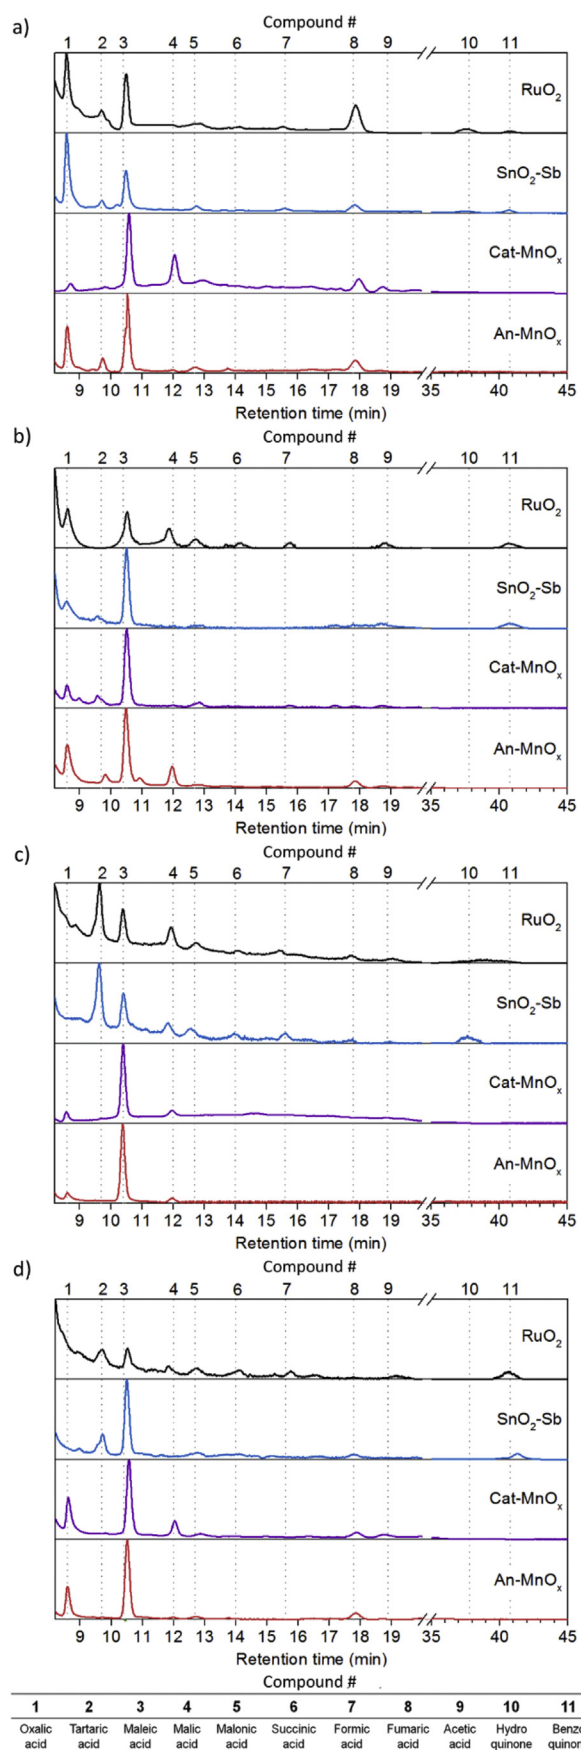 a)
Compound #
1 2 3 4 5 6 7 8 9 10 11
RuO2
SnO2-Sb
Cat-MnOx
An-MnOx
9 10 11 12 13 14 15 16 17 18 19 35 40 45
Retention time (min)
b)
Compound #
1 2 3 4 5 6 7 8 9 10 11
RuO2
SnO2-Sb
Cat-MnOx
An-MnOx
9 10 11 12 13 14 15 16 17 18 19 35 40 45
Retention time (min)
c)
Compound #
1 2 3 4 5 6 7 8 9 10 11
RuO2
SnO2-Sb
Cat-MnOx
An-MnOx
9 10 11 12 13 14 15 16 17 18 19 35 40 45
Retention time (min)
d)
Compound #
1 2 3 4 5 6 7 8 9 10 11
RuO2
SnO2-Sb
Cat-MnOx
An-MnOx
9 10 11 12 13 14 15 16 17 18 19 35 40 45
Retention time (min)
Compound #
1 2 3 4 5 6 7 8 9 10 11
Oxalic Tartaric Maleic Malic Malonic Succinic Formic Fumaric Acetic Hydro Benzo
acid acid acid acid acid acid acid acid acid quinone quinon